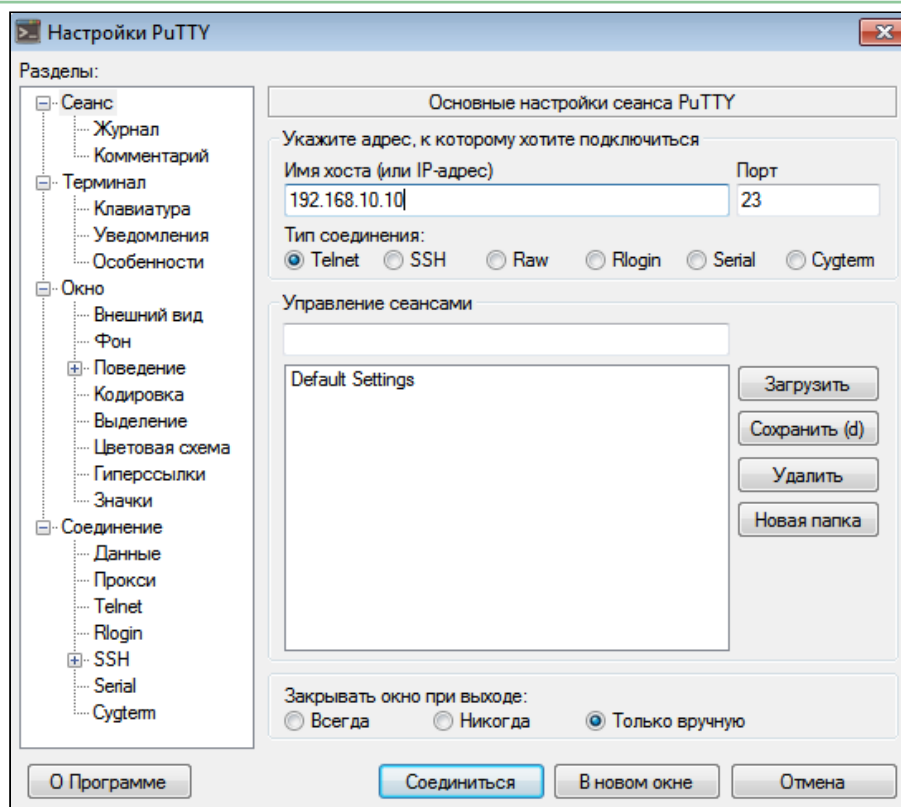 Настройки PuTTY
Разделы:
Сеанс
Журнал
Комментарий
Терминал
Клавиатура
Уведомления
Особенности
Окно
Внешний вид
Фон
Поведение
Кодировка
Выделение
Цветовая схема
Гиперссылки
Значки
Соединение
Данные
Прокси
Telnet
Rlogin
SSH
Serial
Cygterm
Основные настройки сеанса PuTTY
Укажите адрес, к которому хотите подключиться
Имя хоста (или IP-адрес) Порт
192.168.10.10 23
Тип соединения:
Telnet SSH Raw Rlogin Serial Cygterm
Управление сеансами
Default Settings
Загрузить
Сохранить (d)
Удалить
Новая папка
Закрывать окно при выходе:
Всегда Никогда Только вручную
О Программе Соединиться В новом окне Отмена